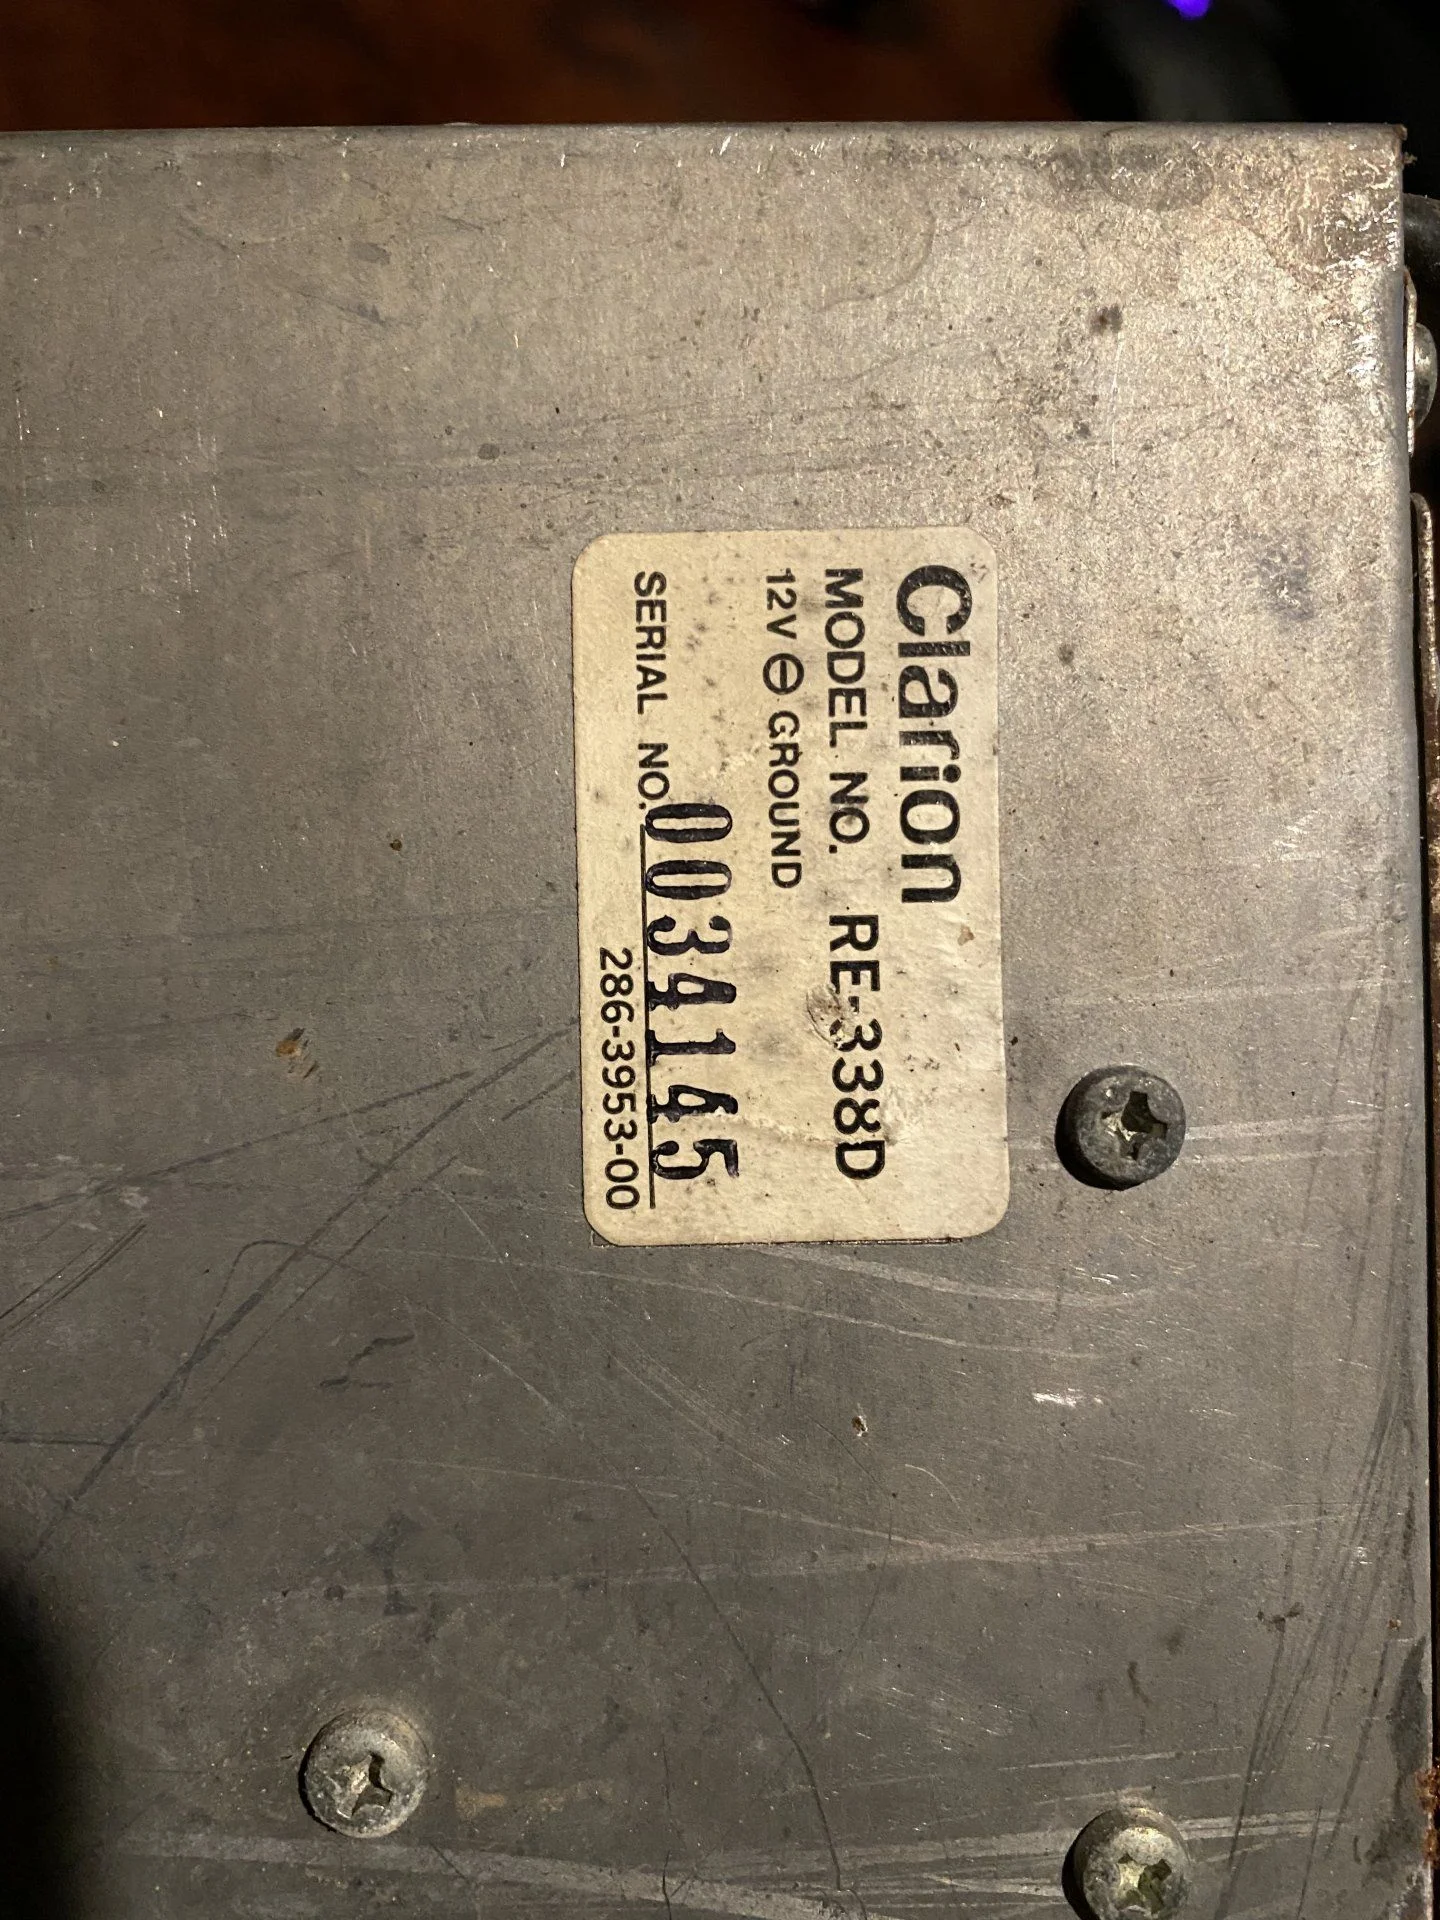 Clarion
MODEL NO. RE-338D
12V ⊖ GROUND
SERIAL NO. 0034145
286-3953-00